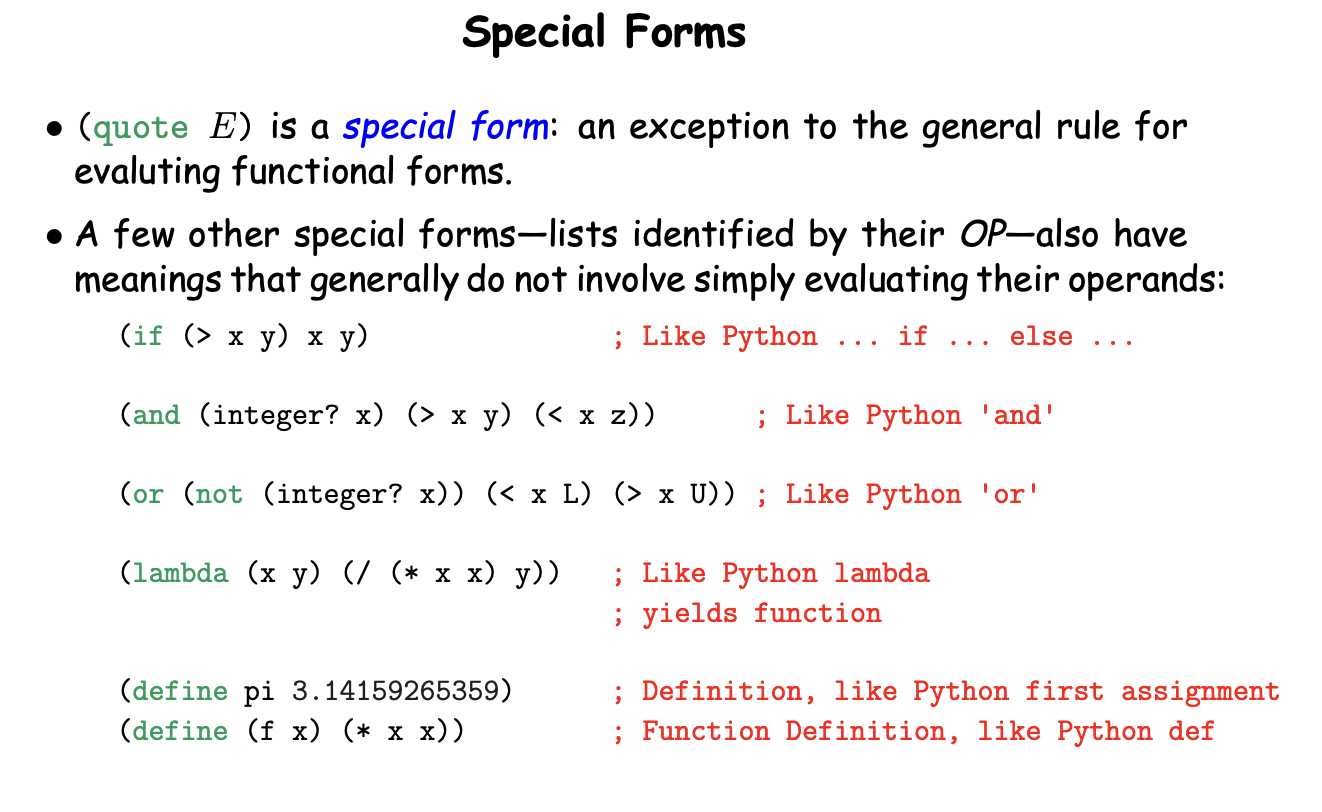 Special Forms
• (quote E) is a special form: an exception to the general rule for
evaluting functional forms.
• A few other special forms—lists identified by their OP—also have
meanings that generally do not involve simply evaluating their operands:
(if (> x y) x y) ; Like Python ... if ... else ...
(and (integer? x) (> x y) (< x z)) ; Like Python 'and'
(or (not (integer? x)) (< x L) (> x U)) ; Like Python 'or'
(lambda (x y) (/ (* x x) y)) ; Like Python lambda
; yields function
(define pi 3.14159265359) ; Definition, like Python first assignment
(define (f x) (* x x)) ; Function Definition, like Python def